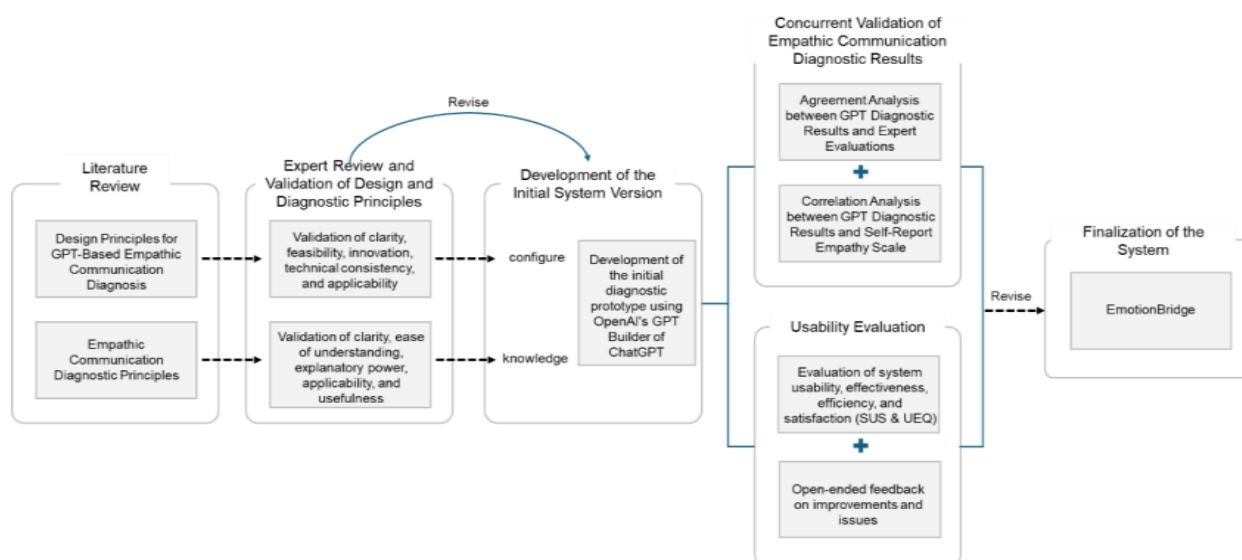 Literature
Review
Design Principles for
GPT-Based Empathic
Communication
Diagnosis
Empathic
Communication
Diagnostic Principles
Revise
Expert Review and
Validation of Design and
Diagnostic Principles
Validation of clarity,
feasibility, innovation,
technical consistency,
and applicability
Validation of clarity, ease
of understanding,
explanatory power,
applicability, and
usefulness
Development of the
Initial System Version
configure
knowledge
Development of
the initial
diagnostic
prototype using
OpenAI's GPT
Builder of
ChatGPT
Concurrent Validation of
Empathic Communication
Diagnostic Results
Agreement Analysis
between GPT Diagnostic
Results and Expert
Evaluations
Correlation Analysis
between GPT Diagnostic
Results and Self-Report
Empathy Scale
Usability Evaluation
Evaluation of system
usability, effectiveness,
efficiency, and
satisfaction (SUS & UEQ)
Open-ended feedback
on improvements and
issues
Revise
Finalization of the
System
EmotionBridge